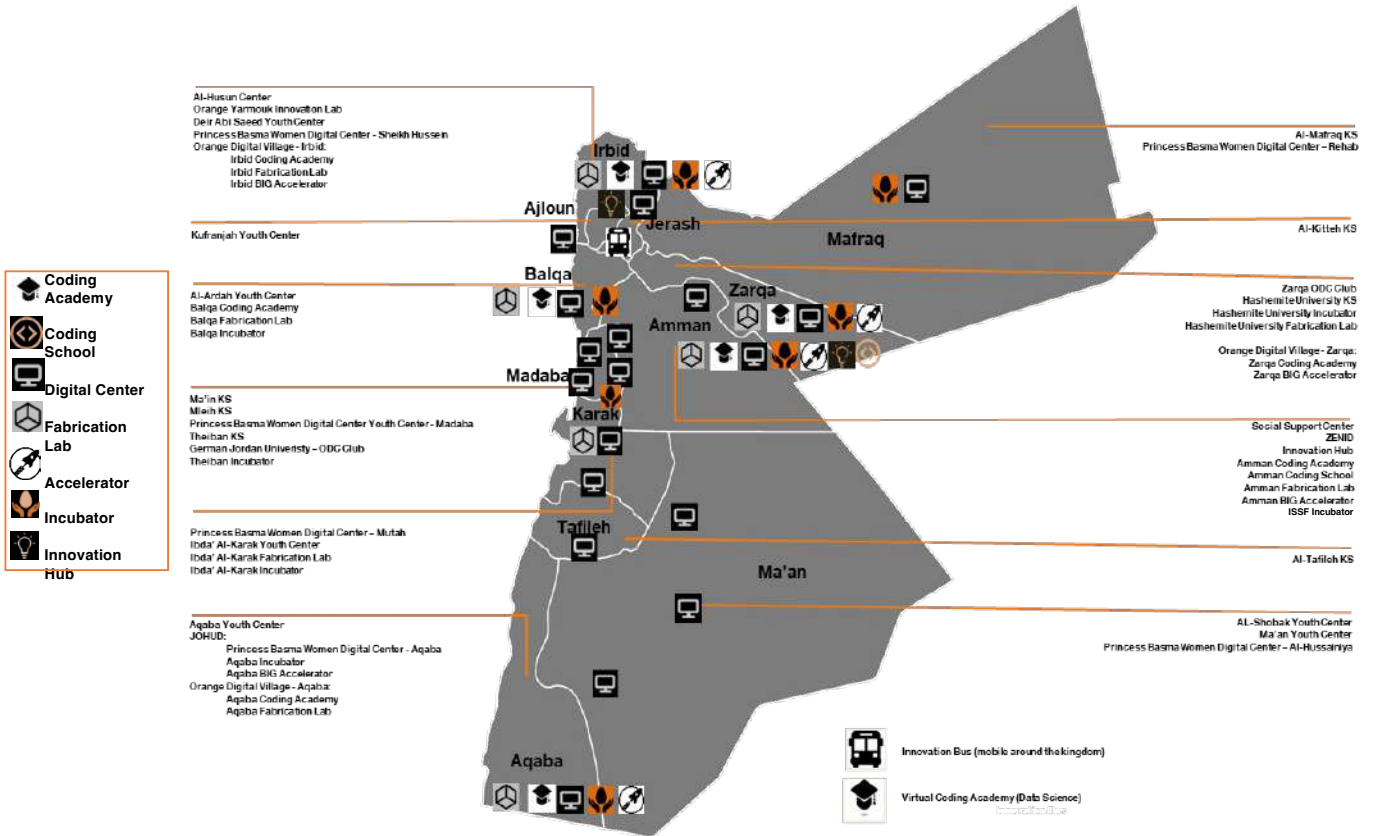 Al-Husun Center
Orange Yarmouk Innovation Lab
Deir Abi Saeed Youth Center
Princess Basma Women Digital Center - Sheikh Hussein
Orange Digital Village - Irbid:
Irbid Coding Academy
Irbid Fabrication Lab
Irbid BIG Accelerator
Kufranjah Youth Center
Al-Ardah Youth Center
Balqa Coding Academy
Balqa Fabrication Lab
Balqa Incubator
Ma'in KS
Mleih KS
Princess Basma Women Digital Center Youth Center - Madaba
Theiban KS
German Jordan Univeristy – ODC Club
Theiban Incubator
Princess Basma Women Digital Center – Mutah
Ibda' Al-Karak Youth Center
Ibda' Al-Karak Fabrication Lab
Ibda' Al-Karak Incubator
Aqaba Youth Center
JOHUD:
Princess Basma Women Digital Center - Aqaba
Aqaba Incubator
Aqaba BIG Accelerator
Orange Digital Village - Aqaba:
Aqaba Coding Academy
Aqaba Fabrication Lab
Coding
Academy
Coding
School
Digital Center
Fabrication
Lab
Accelerator
Incubator
Innovation
Hub
Irbid
Ajloun
Jerash
Mafraq
Balqa
Zarqa
Amman
Madaba
Karak
Tafileh
Ma'an
Aqaba
Al-Mafraq KS
Princess Basma Women Digital Center – Rehab
Al-Kitteh KS
Zarqa ODC Club
Hashemite University KS
Hashemite University Incubator
Hashemite University Fabrication Lab
Orange Digital Village - Zarqa:
Zarqa Coding Academy
Zarqa BIG Accelerator
Social Support Center
ZENID
Innovation Hub
Amman Coding Academy
Amman Coding School
Amman Fabrication Lab
Amman BIG Accelerator
ISSF Incubator
Al-Tafileh KS
AL-Shobak Youth Center
Ma'an Youth Center
Princess Basma Women Digital Center – Al-Hussainiya
Innovation Bus (mobile around the kingdom)
Virtual Coding Academy (Data Science)
Innovation Bus